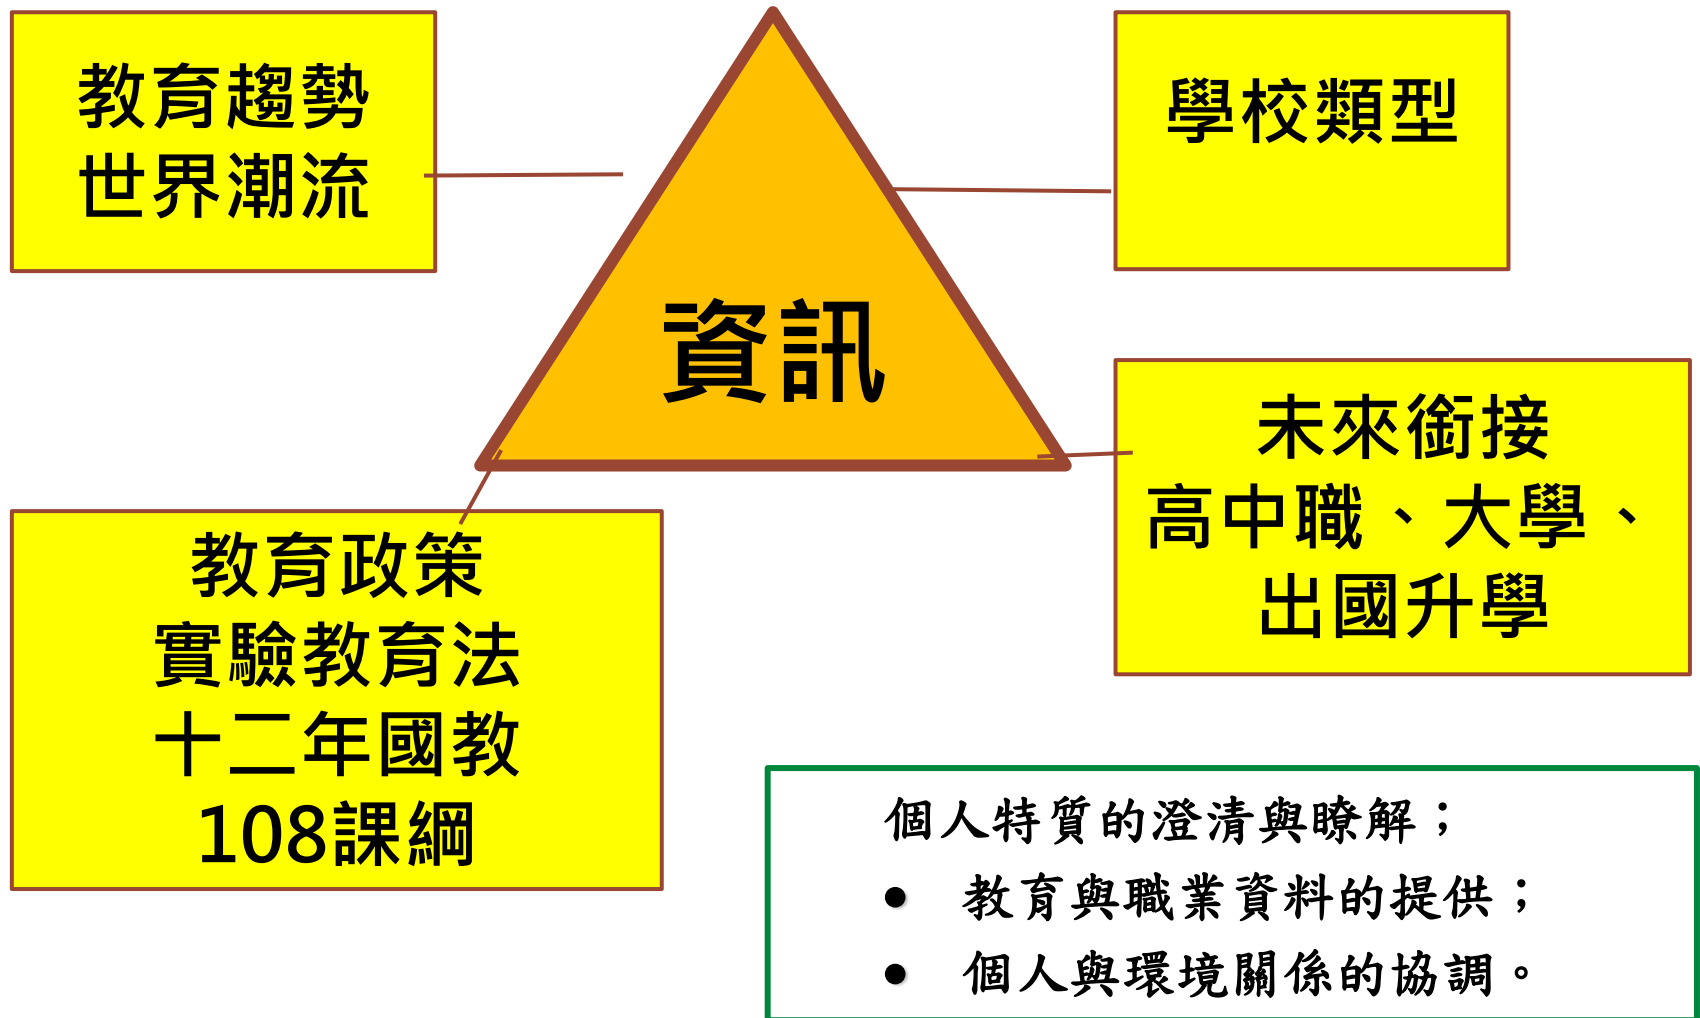 教育趨勢
世界潮流
學校類型
資訊
未來銜接
高中職、大學、
出國升學
教育政策
實驗教育法
十二年國教
108課綱
個人特質的澄清與瞭解；
● 教育與職業資料的提供；
● 個人與環境關係的協調。